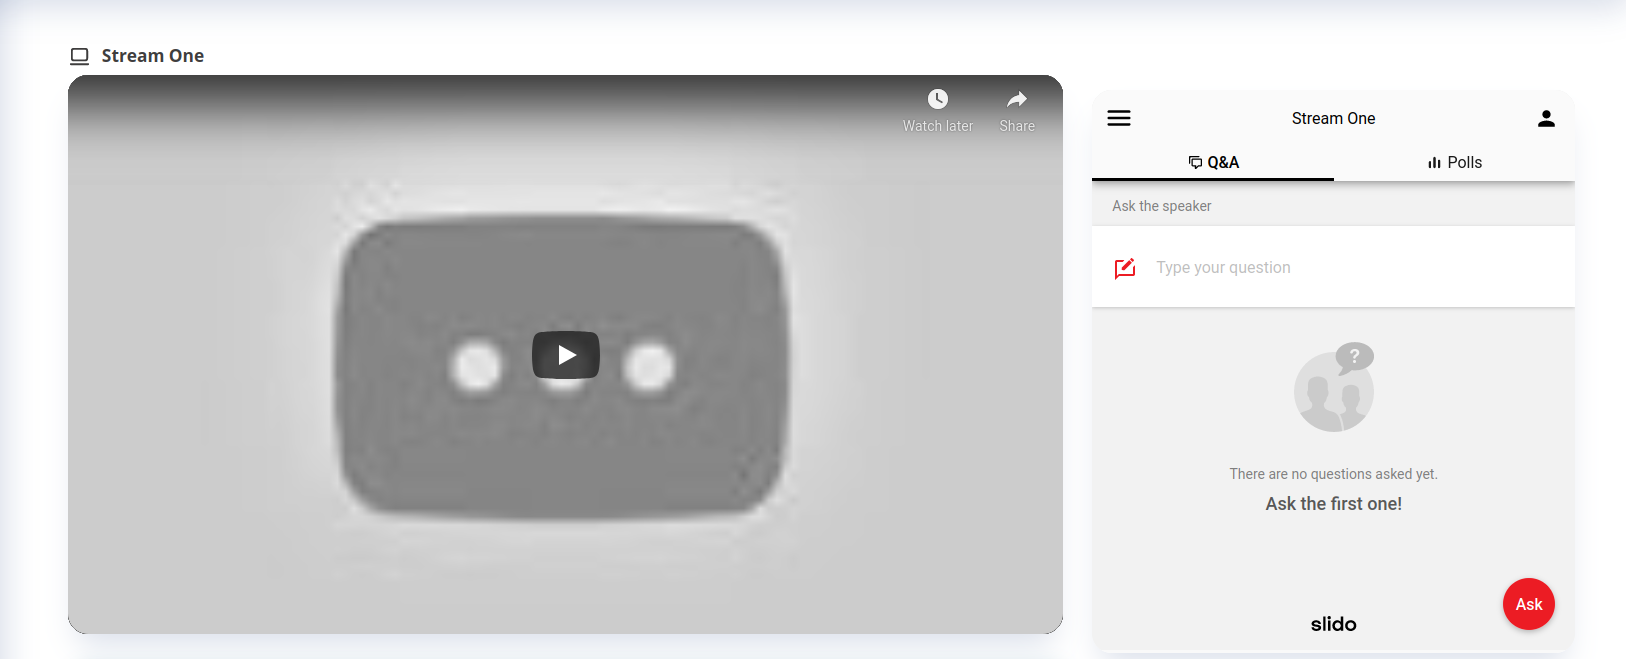 Stream One
Watch later
Share
Stream One
Q&A
Polls
Ask the speaker
Type your question
?
There are no questions asked yet.
Ask the first one!
Ask
slido